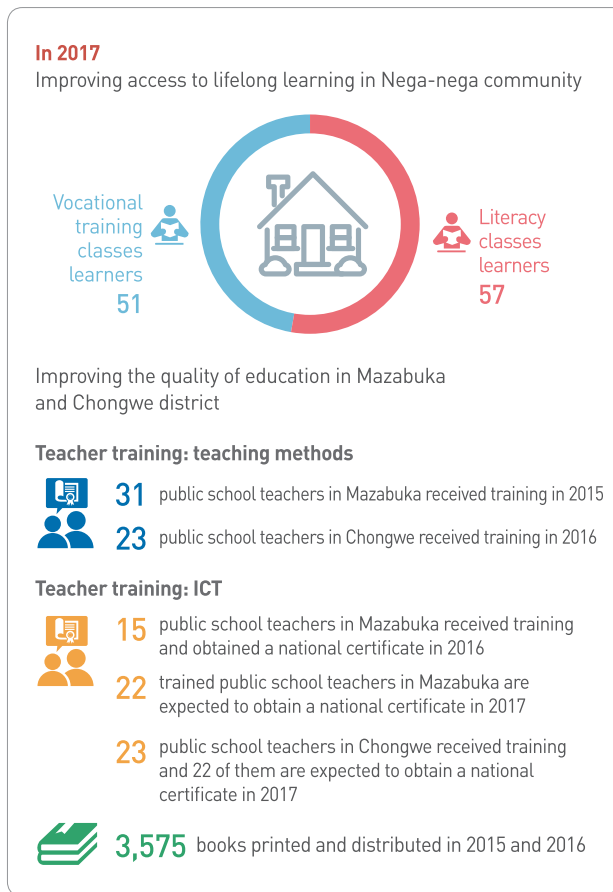 In 2017
Improving access to lifelong learning in Nega-nega community
Vocational
training
classes
learners
51
Literacy
classes
learners
57
Improving the quality of education in Mazabuka
and Chongwe district
Teacher training: teaching methods
31 public school teachers in Mazabuka received training in 2015
23 public school teachers in Chongwe received training in 2016
Teacher training: ICT
15 public school teachers in Mazabuka received training
and obtained a national certificate in 2016
22 trained public school teachers in Mazabuka are
expected to obtain a national certificate in 2017
23 public school teachers in Chongwe received training
and 22 of them are expected to obtain a national
certificate in 2017
3,575 books printed and distributed in 2015 and 2016